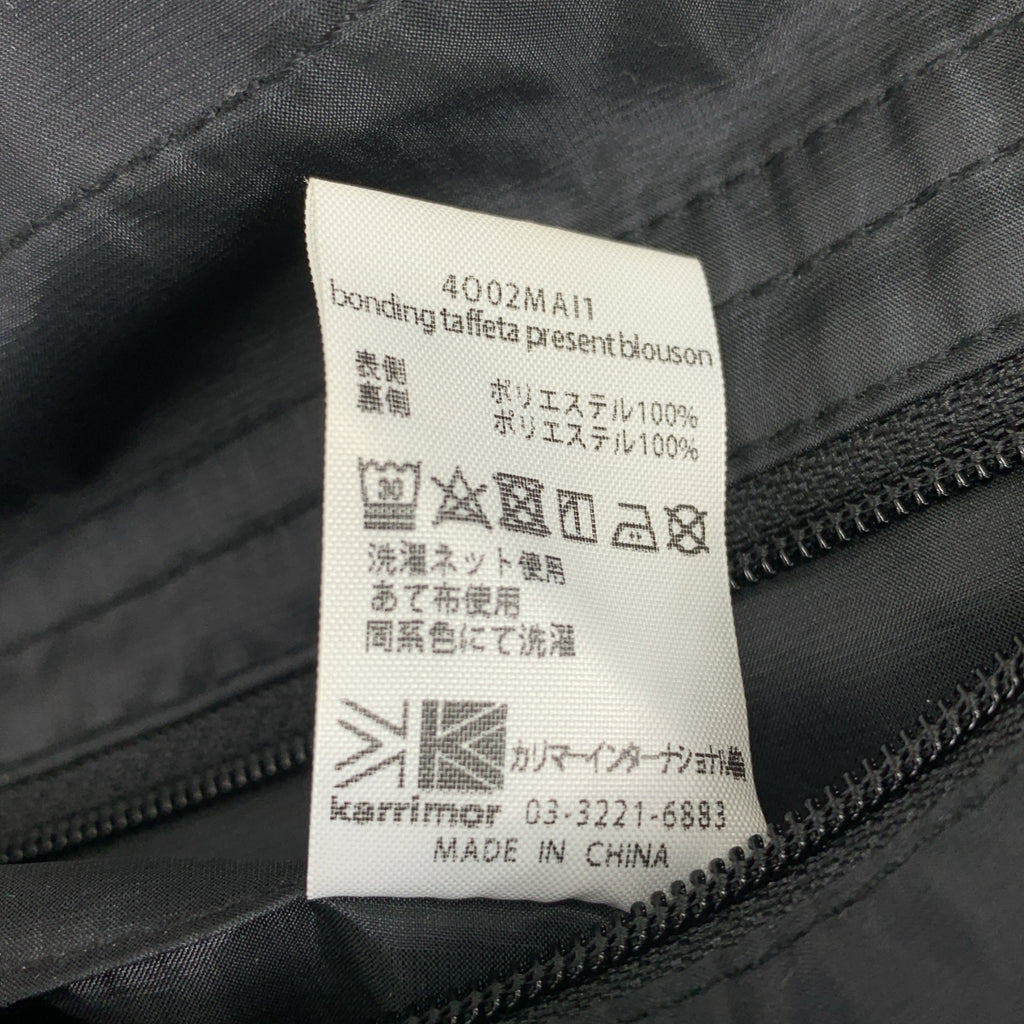 4O02MAI1
bonding taffeta present blouson
表側 ポリエステル100%
裏側 ポリエステル100%
30
洗濯ネット使用
あて布使用
同系色にて洗濯
カリマーインターナショナル㈱
karrimor 03-3221-6883
MADE IN CHINA